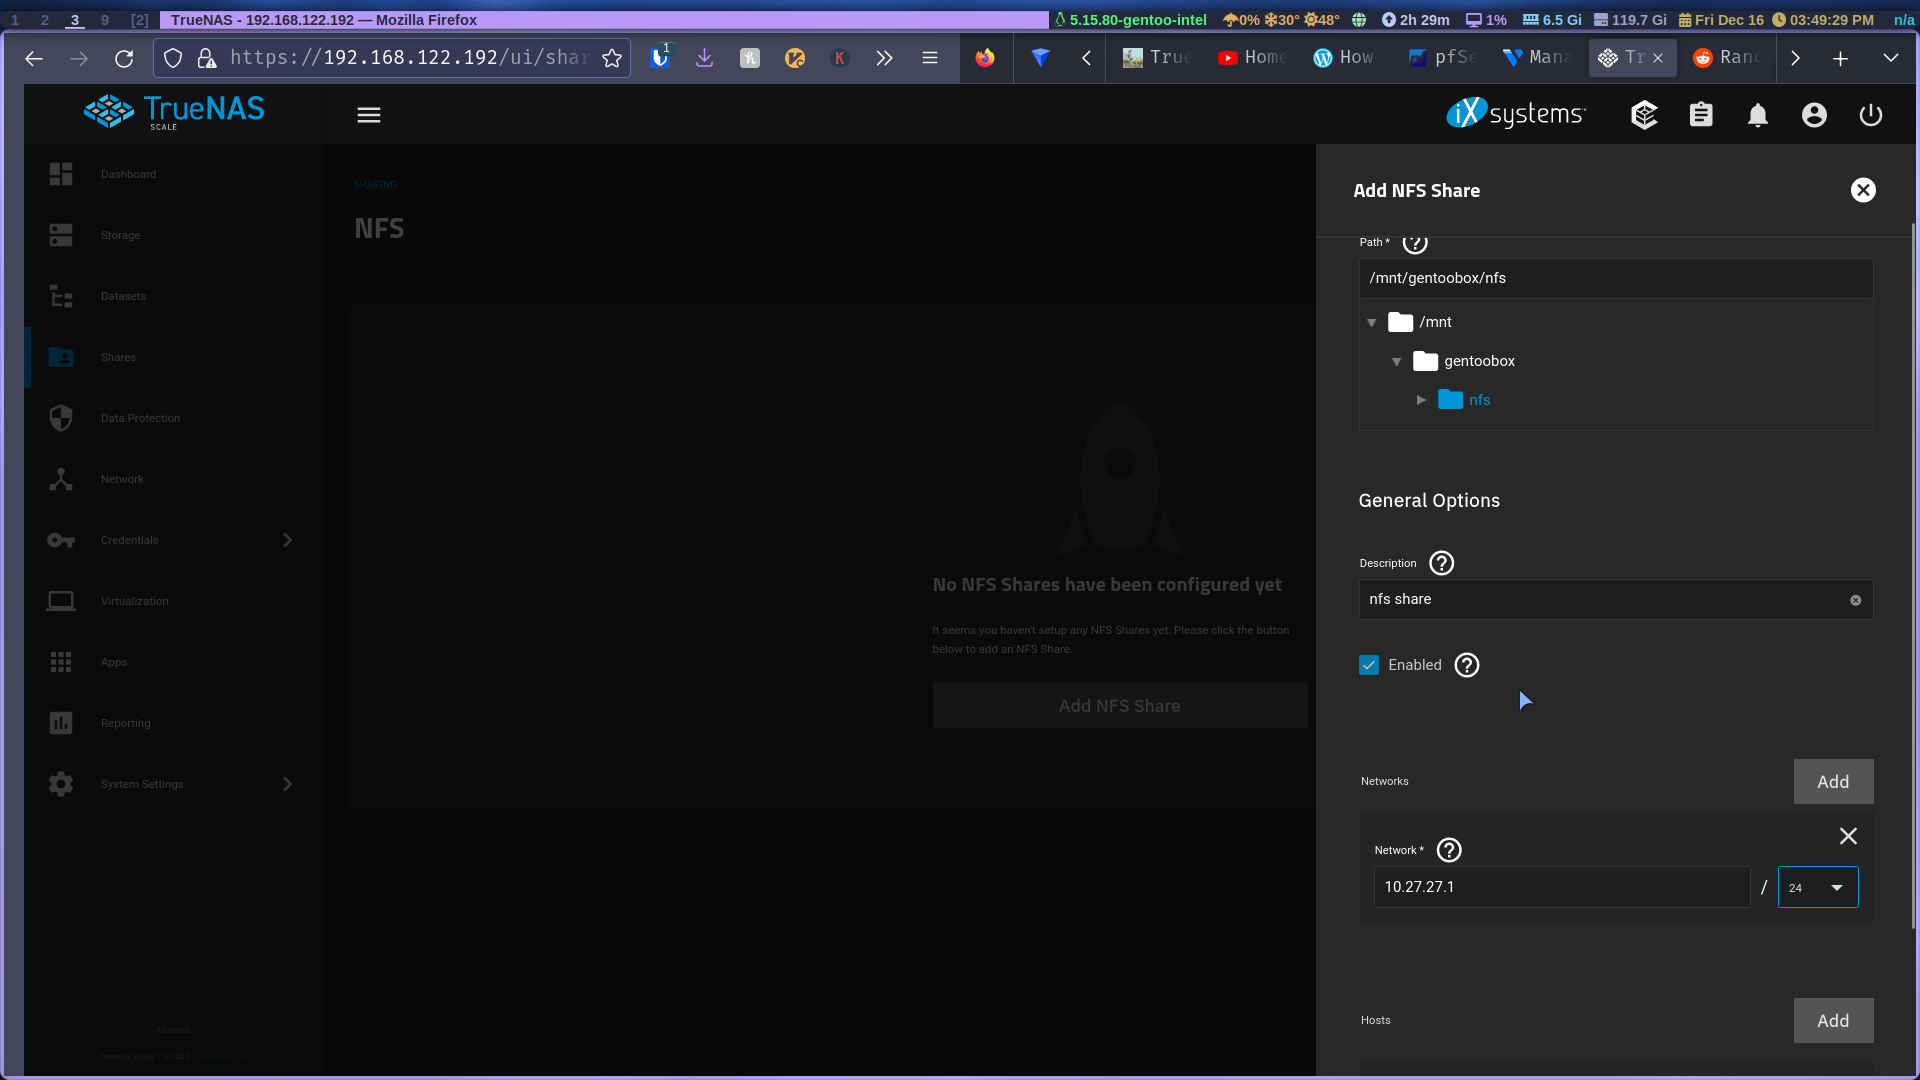 1 2 3 9 [2] TrueNAS - 192.168.122.192 — Mozilla Firefox 5.15.80-gentoo-intel 0% 30° 48° 2h 29m 1% 6.5 Gi 119.7 Gi Fri Dec 16 03:49:29 PM n/a
https://192.168.122.192/ui/shar 1 True Home How pfSe Mana Tr Rand
TrueNAS
SCALE
iXsystems
Dashboard
Storage
Datasets
Shares
Data Protection
Network
Credentials
Virtualization
Apps
Reporting
System Settings
truenas
TrueNAS SCALE ® © 2022
SHARING
NFS
No NFS Shares have been configured yet
It seems you haven't setup any NFS Shares yet. Please click the button
below to add an NFS Share.
Add NFS Share
Add NFS Share
Path *
/mnt/gentoobox/nfs
/mnt
gentoobox
nfs
General Options
Description
nfs share
Enabled
Networks
Add
Network *
10.27.27.1 / 24
Hosts
Add